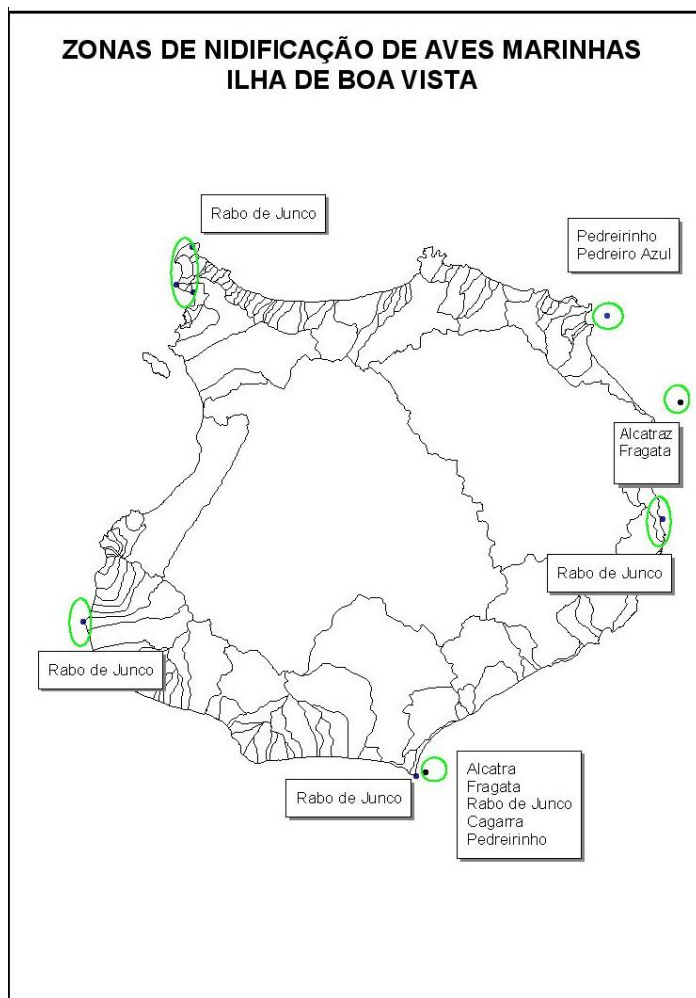 ZONAS DE NIDIFICAÇÃO DE AVES MARINHAS
ILHA DE BOA VISTA
Rabo de Junco
Pedreirinho
Pedreiro Azul
Alcatraz
Fragata
Rabo de Junco
Rabo de Junco
Rabo de Junco
Alcatra
Fragata
Rabo de Junco
Cagarra
Pedreirinho